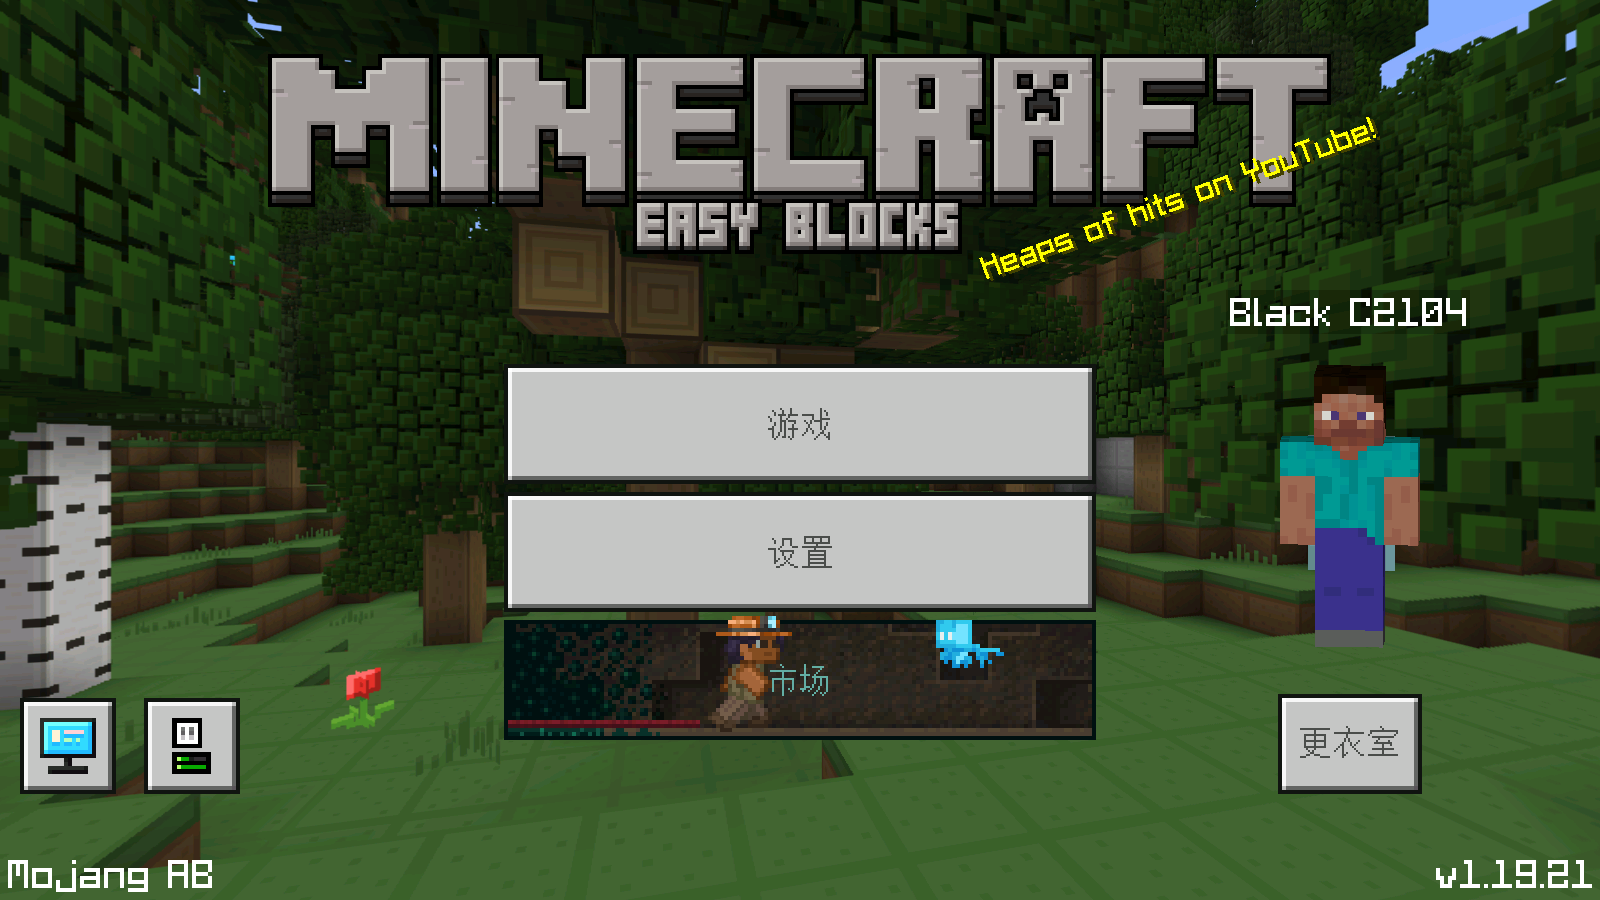 MINECRAFT
EASY BLOCKS
Heaps of hits on YouTube!
Black C2104
游戏
设置
市场
更衣室
Mojang AB
v1.19.21